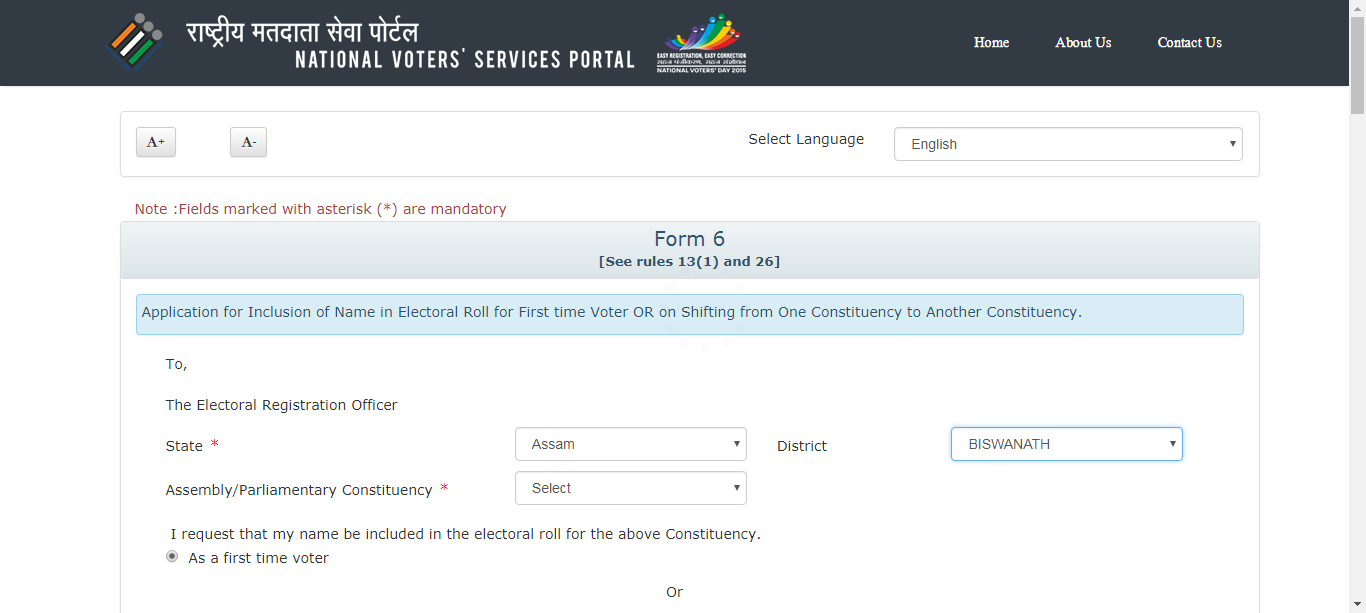 राष्ट्रीय मतदाता सेवा पोर्टल
NATIONAL VOTERS' SERVICES PORTAL
EASY REGISTRATION, EASY CORRECTION
सहज पंजीकरण, सहज संशोधन
NATIONAL VOTERS' DAY 2015
Home About Us Contact Us
A+ A- Select Language English
Note :Fields marked with asterisk (*) are mandatory
Form 6
[See rules 13(1) and 26]
Application for Inclusion of Name in Electoral Roll for First time Voter OR on Shifting from One Constituency to Another Constituency.
To,
The Electoral Registration Officer
State * Assam District BISWANATH
Assembly/Parliamentary Constituency * Select
I request that my name be included in the electoral roll for the above Constituency.
As a first time voter
Or